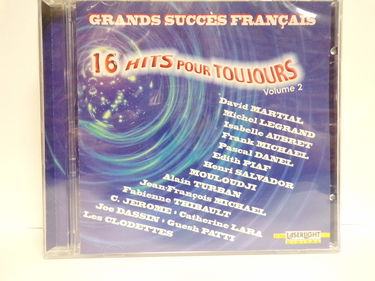 GRANDS SUCCÈS FRANÇAIS
16 HITS POUR TOUJOURS
Volume 2
David MARTIAL
Michel LEGRAND
Isabelle AUBRET
Frank MICHAEL
Pascal DANEL
Edith PIAF
Henri SALVADOR
MOULOUDJI
Alain TURBAN
Jean-François MICHAEL
Fabienne THIBAULT
C. JEROME - Catherine LARA
Joe DASSIN - Guesh PATTI
Les CLODETTES
LASERLIGHT